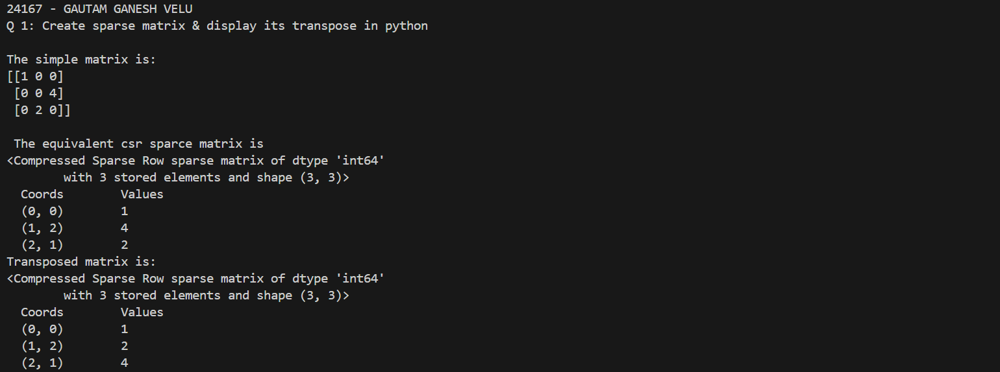 24167 - GAUTAM GANESH VELU
Q 1: Create sparse matrix & display its transpose in python
The simple matrix is:
[[1 0 0]
 [0 0 4]
 [0 2 0]]
 The equivalent csr sparce matrix is
<Compressed Sparse Row sparse matrix of dtype 'int64'
        with 3 stored elements and shape (3, 3)>
  Coords        Values
  (0, 0)        1
  (1, 2)        4
  (2, 1)        2
Transposed matrix is:
<Compressed Sparse Row sparse matrix of dtype 'int64'
        with 3 stored elements and shape (3, 3)>
  Coords        Values
  (0, 0)        1
  (1, 2)        2
  (2, 1)        4